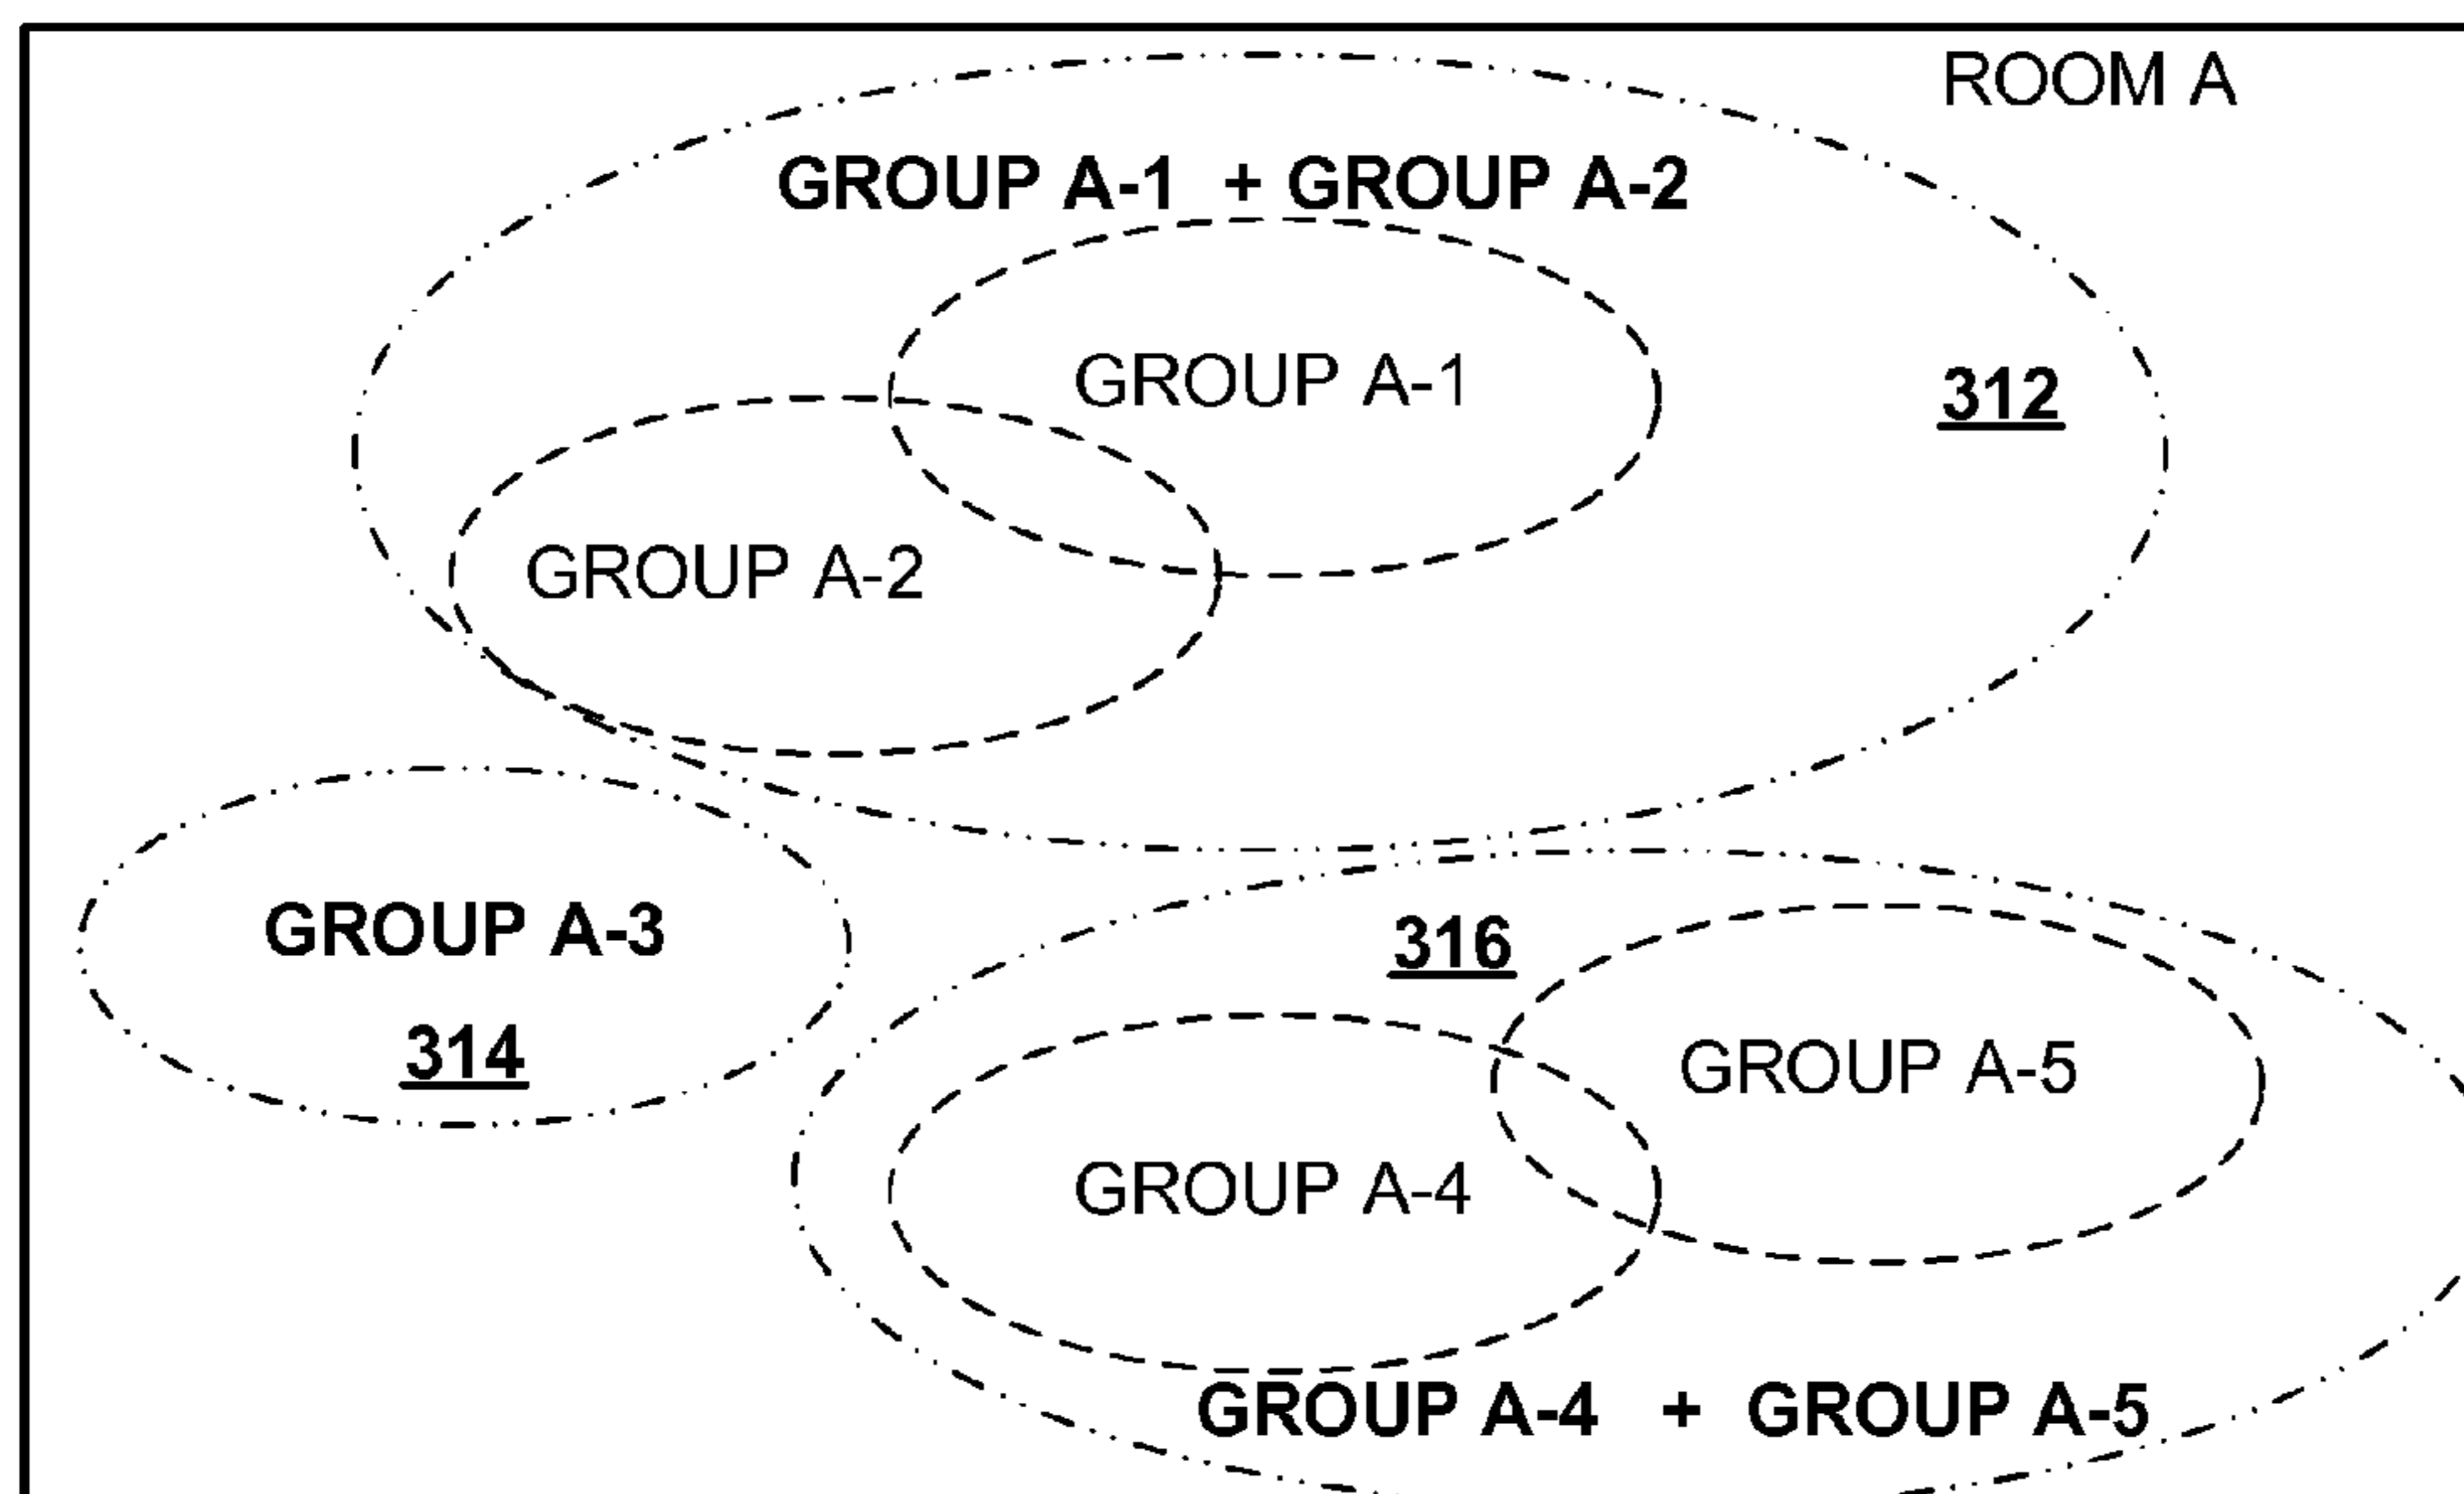 ROOM A
GROUP A-1 + GROUP A-2
GROUP A-1
312
GROUP A-2
GROUP A-3
314
316
GROUP A-5
GROUP A-4
GROUP A-4 + GROUP A-5